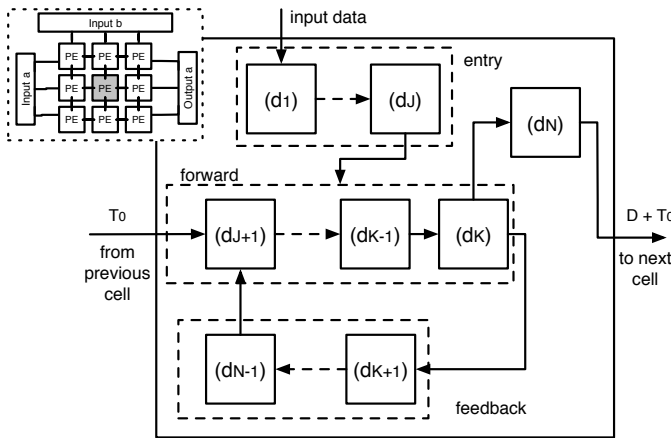 Input b
PE PE PE
PE PE PE
PE PE PE
Input a
Output a
input data
entry
(d1)
(dJ)
(dN)
forward
T0
from
previous
cell
(dJ+1)
(dK-1)
(dK)
D + T0
to next
cell
(dN-1)
(dK+1)
feedback